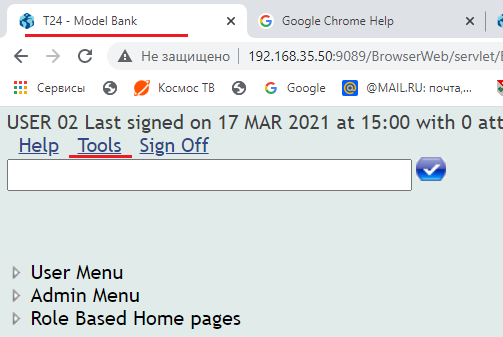 T24 - Model Bank
Google Chrome Help
Не защищено 192.168.35.50:9089/BrowserWeb/servlet/
Сервисы Космос ТВ Google @MAIL.RU: почта,...
USER 02 Last signed on 17 MAR 2021 at 15:00 with 0 att
Help Tools Sign Off
User Menu
Admin Menu
Role Based Home pages